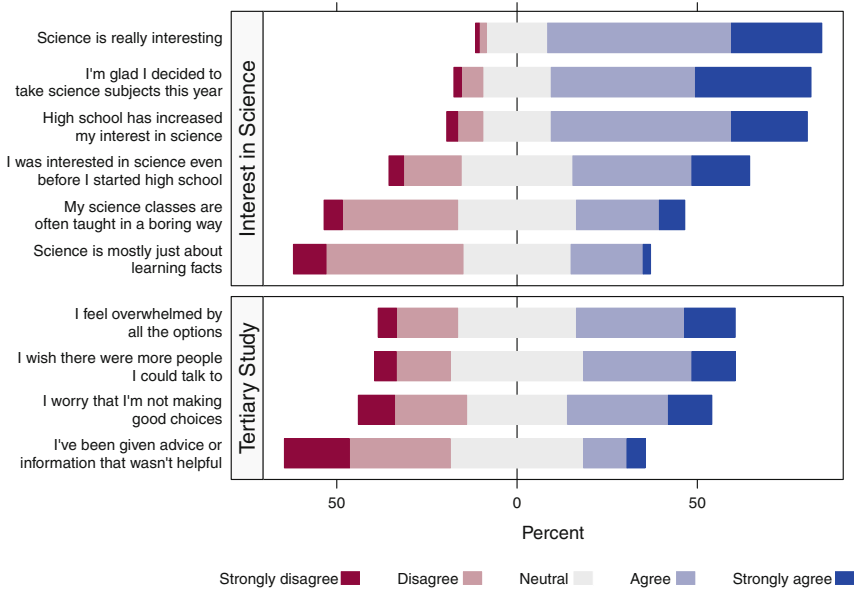 Science is really interesting
I'm glad I decided to
take science subjects this year
High school has increased
my interest in science
I was interested in science even
before I started high school
My science classes are
often taught in a boring way
Science is mostly just about
learning facts
Interest in Science
I feel overwhelmed by
all the options
I wish there were more people
I could talk to
I worry that I'm not making
good choices
I've been given advice or
information that wasn't helpful
Tertiary Study
50 0 50
Percent
Strongly disagree Disagree Neutral Agree Strongly agree